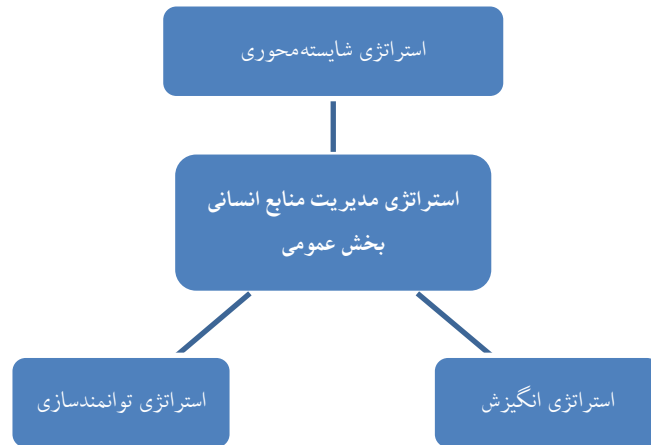 استراتژی شایسته‌محوری
استراتژی مدیریت منابع انسانی
بخش عمومی
استراتژی انگیزش
استراتژی توانمندسازی